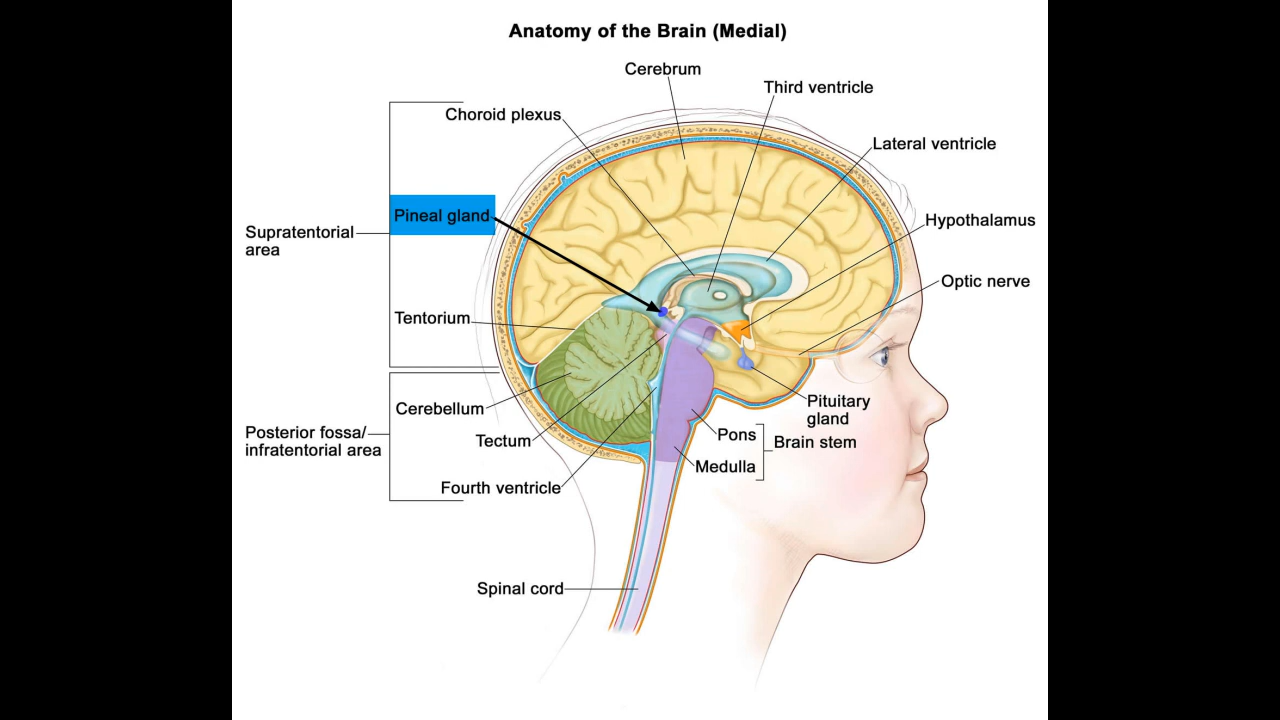 Anatomy of the Brain (Medial)
Cerebrum
Third ventricle
Choroid plexus
Lateral ventricle
Pineal gland
Hypothalamus
Supratentorial
area
Optic nerve
Tentorium
Cerebellum
Pituitary
gland
Posterior fossa/
infratentorial area
Tectum
Pons
Brain stem
Medulla
Fourth ventricle
Spinal cord